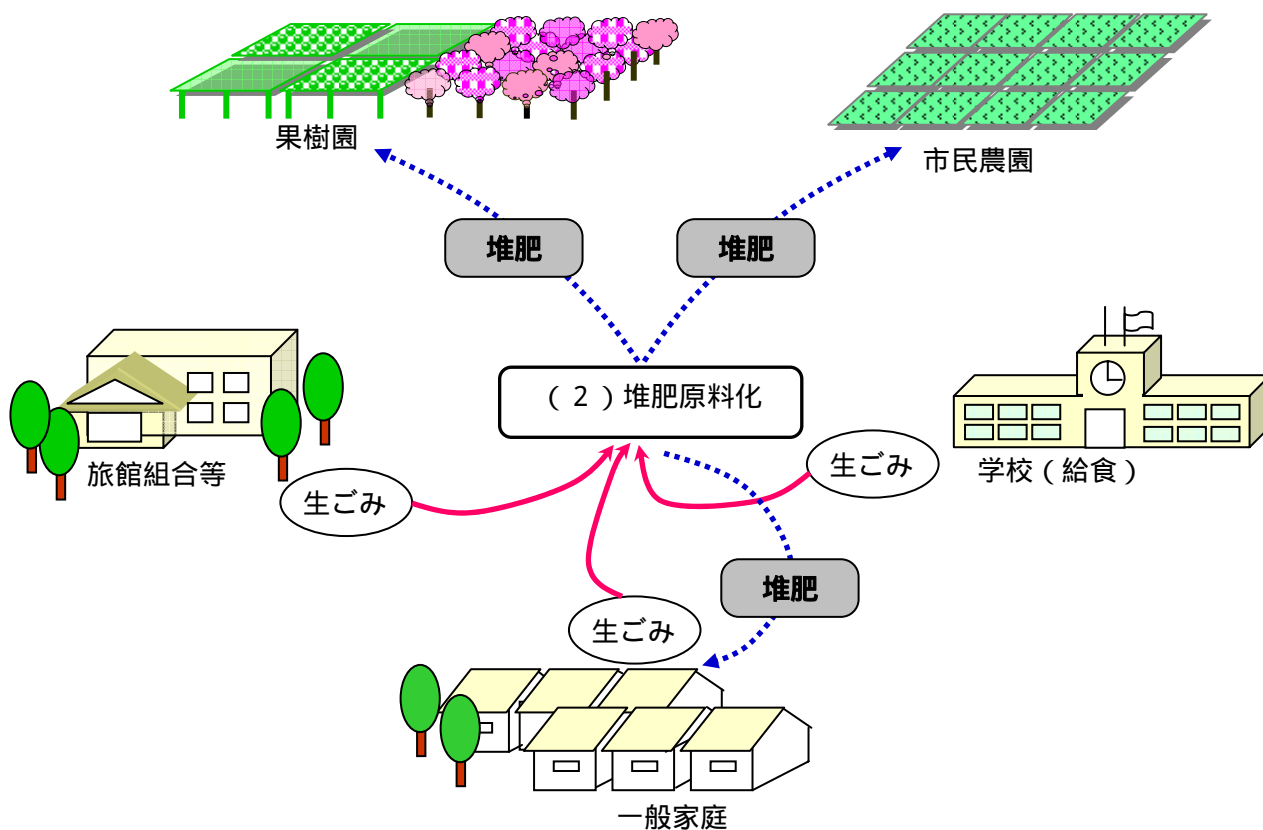 果樹園
市民農園
堆肥
堆肥
(2)堆肥原料化
旅館組合等
生ごみ
生ごみ
学校(給食)
堆肥
生ごみ
一般家庭